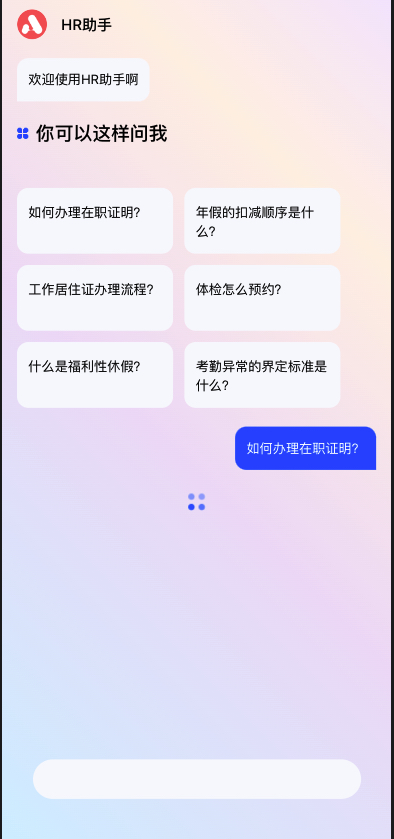 HR助手
欢迎使用HR助手啊
你可以这样问我
如何办理在职证明?
年假的扣减顺序是什
么?
工作居住证办理流程?
体检怎么预约?
什么是福利性休假?
考勤异常的界定标准是
什么?
如何办理在职证明?